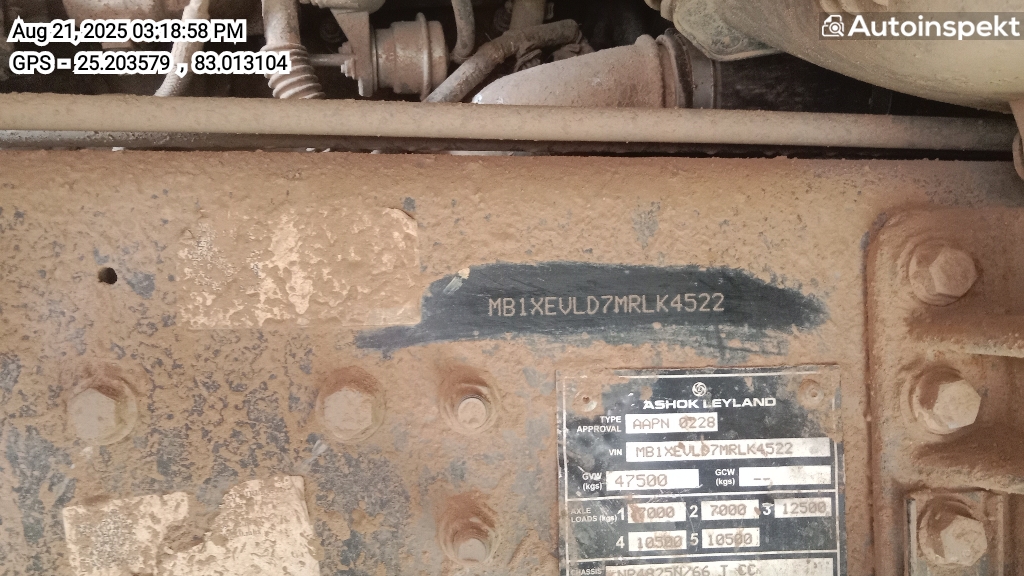 Aug 21, 2025 03:18:58 PM
GPS - 25.203579 , 83.013104
Autoinspekt
MB1XEVLD7MRLK4522
ASHOK LEYLAND
TYPE APPROVAL AAPN 0228
VIN MB1XEVLD7MRLK4522
GVW (kgs) 47500 GCW (kgs) --
AXLE LOADS (kgs) 1 7000 2 7000 3 12500
4 10500 5 10500
CHASSIS